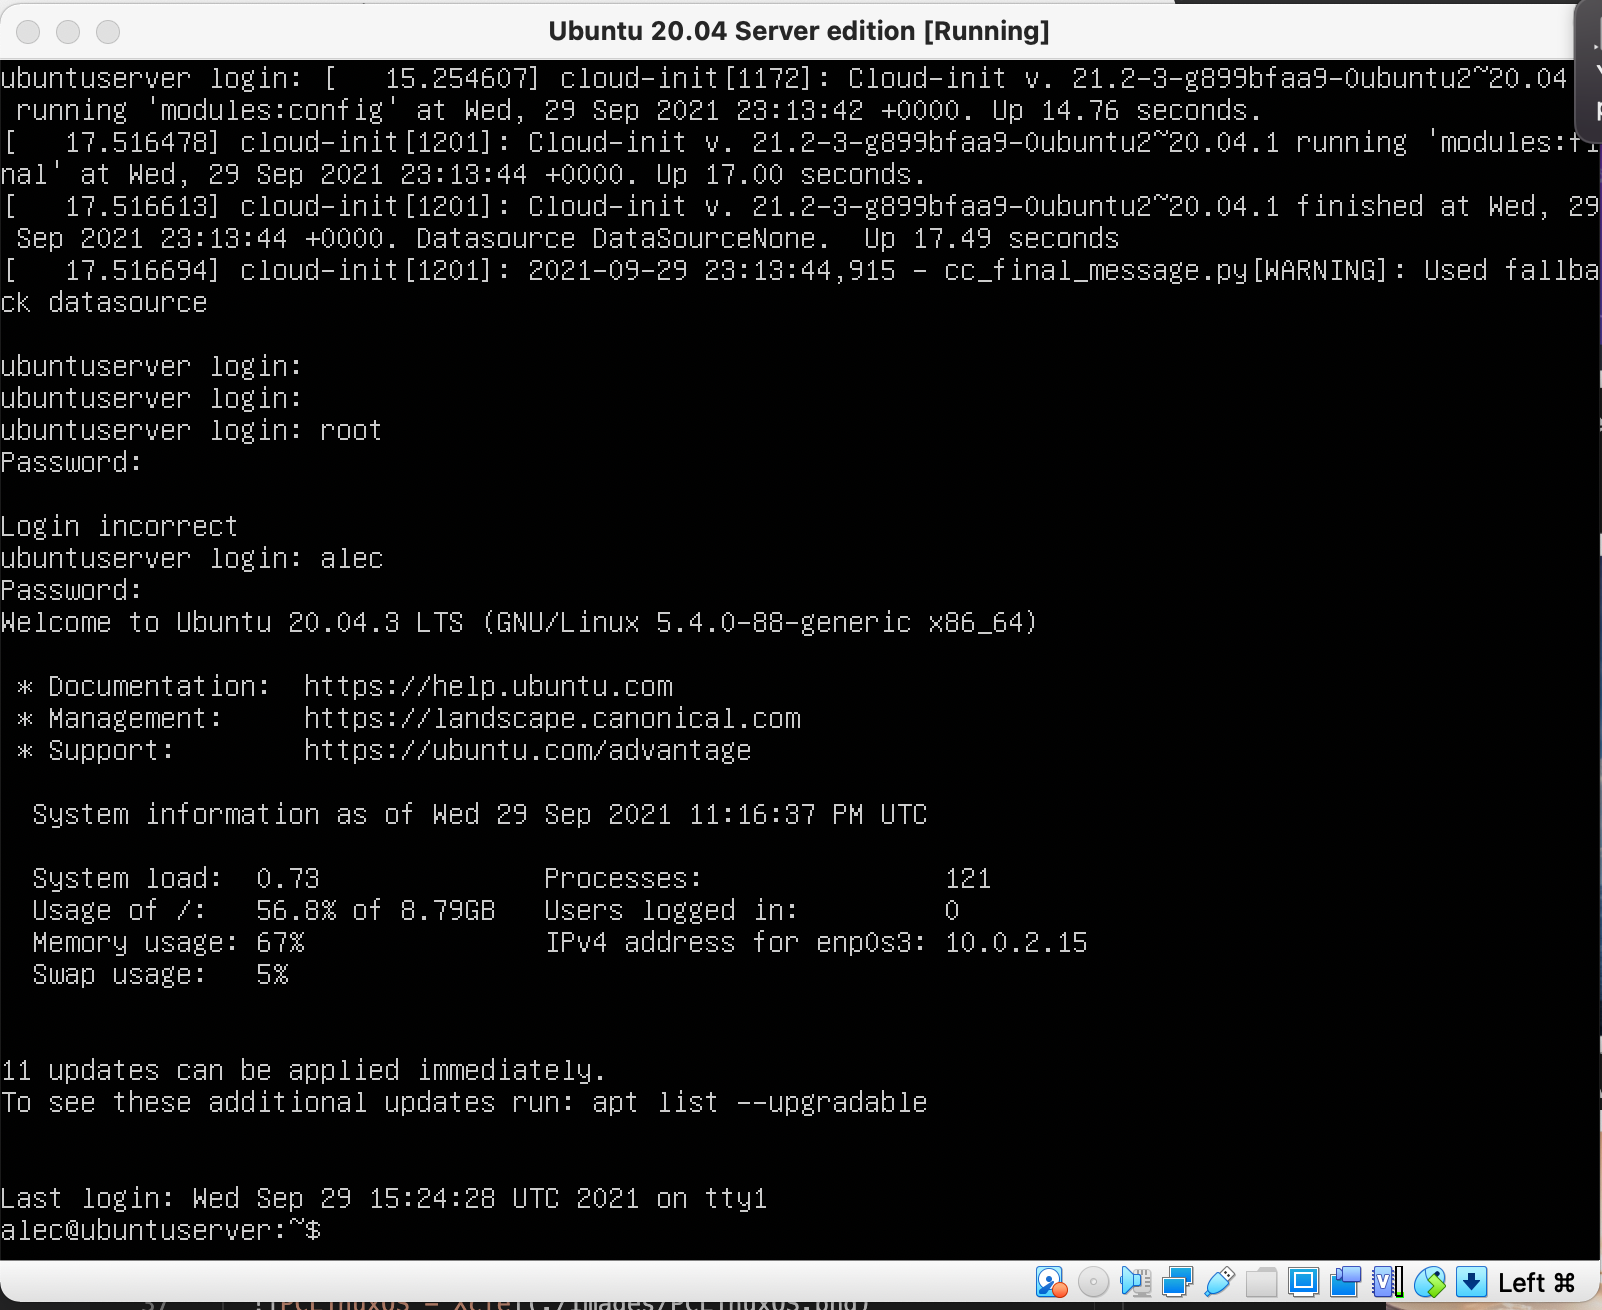 Ubuntu 20.04 Server edition [Running]
ubuntuserver login: [   15.254607] cloud-init[1172]: Cloud-init v. 21.2-3-g899bfaa9-0ubuntu2~20.04
 running 'modules:config' at Wed, 29 Sep 2021 23:13:42 +0000. Up 14.76 seconds.
[   17.516478] cloud-init[1201]: Cloud-init v. 21.2-3-g899bfaa9-0ubuntu2~20.04.1 running 'modules:fi
nal' at Wed, 29 Sep 2021 23:13:44 +0000. Up 17.00 seconds.
[   17.516613] cloud-init[1201]: Cloud-init v. 21.2-3-g899bfaa9-0ubuntu2~20.04.1 finished at Wed, 29
 Sep 2021 23:13:44 +0000. Datasource DataSourceNone.  Up 17.49 seconds
[   17.516694] cloud-init[1201]: 2021-09-29 23:13:44,915 - cc_final_message.py[WARNING]: Used fallba
ck datasource
ubuntuserver login:
ubuntuserver login:
ubuntuserver login: root
Password:
Login incorrect
ubuntuserver login: alec
Password:
Welcome to Ubuntu 20.04.3 LTS (GNU/Linux 5.4.0-88-generic x86_64)
 * Documentation:  https://help.ubuntu.com
 * Management:     https://landscape.canonical.com
 * Support:        https://ubuntu.com/advantage
  System information as of Wed 29 Sep 2021 11:16:37 PM UTC
  System load:  0.73              Processes:               121
  Usage of /:   56.8% of 8.79GB   Users logged in:         0
  Memory usage: 67%               IPv4 address for enp0s3: 10.0.2.15
  Swap usage:   5%
11 updates can be applied immediately.
To see these additional updates run: apt list --upgradable
Last login: Wed Sep 29 15:24:28 UTC 2021 on tty1
alec@ubuntuserver:~$
Left ⌘